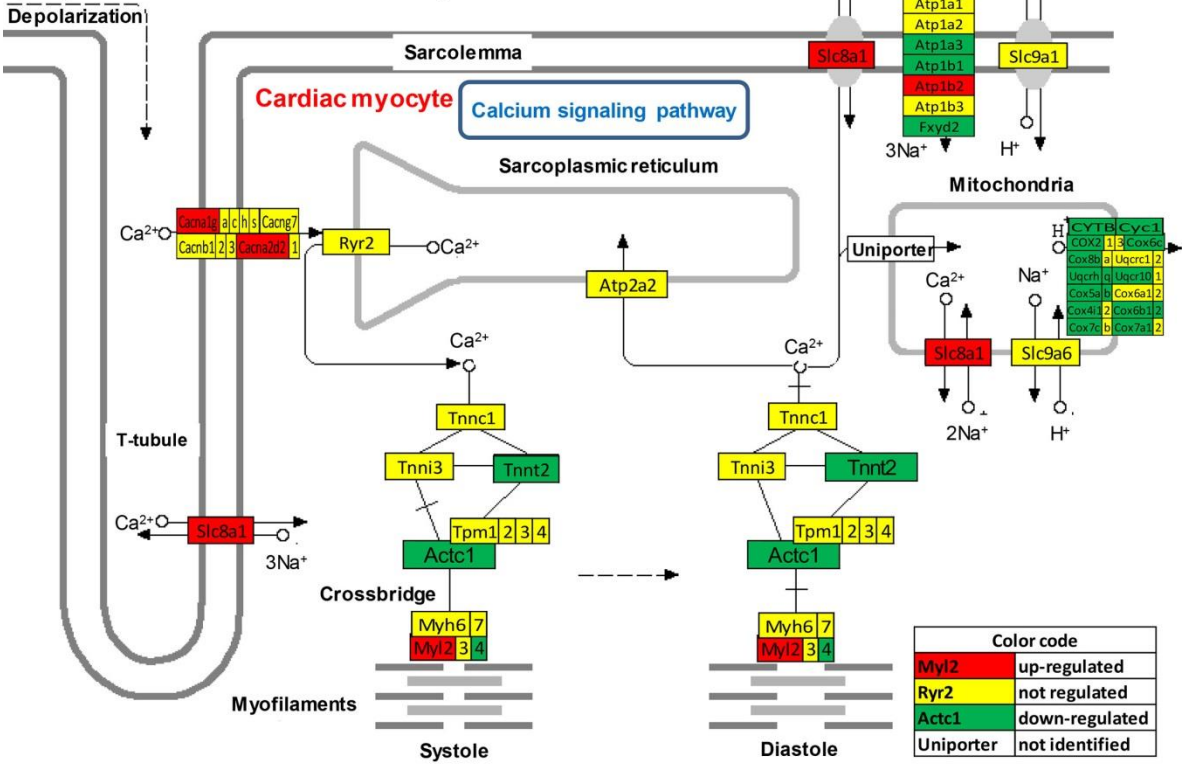 Depolarization
Atp1a1
Atp1a2
Sarcolemma
Slc8a1
Atp1a3
Slc9a1
Atp1b1
Cardiac myocyte
Calcium signaling pathway
Atp1b2
Atp1b3
Fxyd2
3Na+
H+
Sarcoplasmic reticulum
Mitochondria
Cacna1g a c h s Cacng7
Ca2+
Cacnb1 2 3 Cacna2d2 1
Ryr2
Ca2+
Uniporter
H+
CYTB Cyc1
COX2 1 3 Cox6c
Cox8b a Uqcrc1 2
Uqcrh q Uqcr10 1
Cox5a b Cox6a1 2
Cox4i1 2 Cox6b1 2
Cox7c b Cox7a1 2
Atp2a2
Ca2+
Na+
Ca2+
Ca2+
Slc8a1
Slc9a6
2Na+
H+
Tnnc1
Tnnc1
T-tubule
Tnni3
Tnnt2
Tnni3
Tnnt2
Ca2+
Slc8a1
3Na+
Tpm1 2 3 4
Actc1
Tpm1 2 3 4
Actc1
Crossbridge
Myh6 7
Myl2 3 4
Myh6 7
Myl2 3 4
Myofilaments
Systole
Diastole
Color code
Myl2 up-regulated
Ryr2 not regulated
Actc1 down-regulated
Uniporter not identified